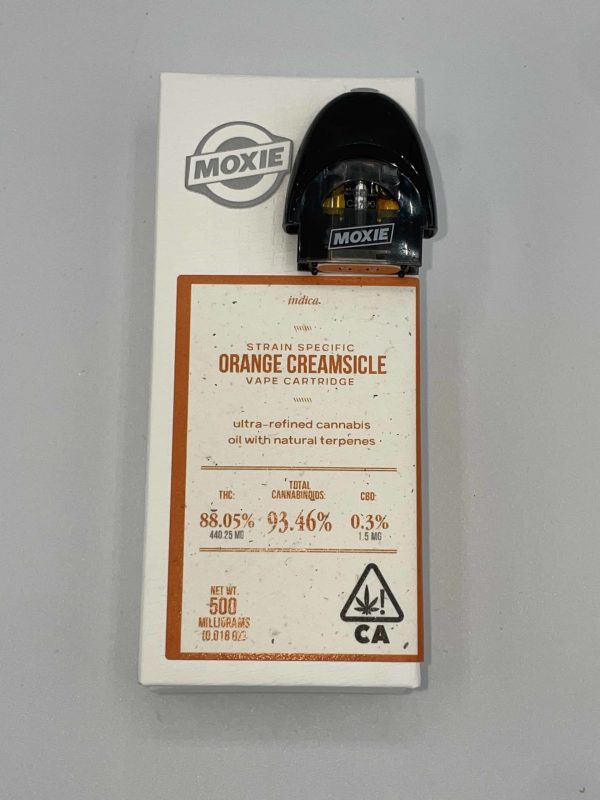 MOXIE
MOXIE
indica.
STRAIN SPECIFIC
ORANGE CREAMSICLE
VAPE CARTRIDGE
ultra-refined cannabis
oil with natural terpenes
THC:
TOTAL
CANNABINOIDS:
CBD:
88.05%
93.46%
0.3%
440.25 MG
1.5 MG
NET WT.
500
MILLIGRAMS
(0.018 OZ)
CA